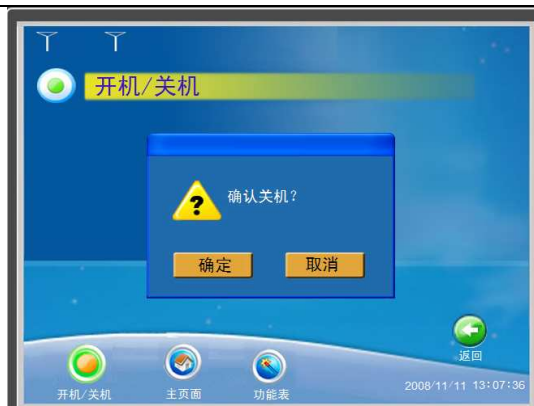 开机/关机
确认关机?
确定 取消
返回
开机/关机 主页面 功能表
2008/11/11 13:07:36